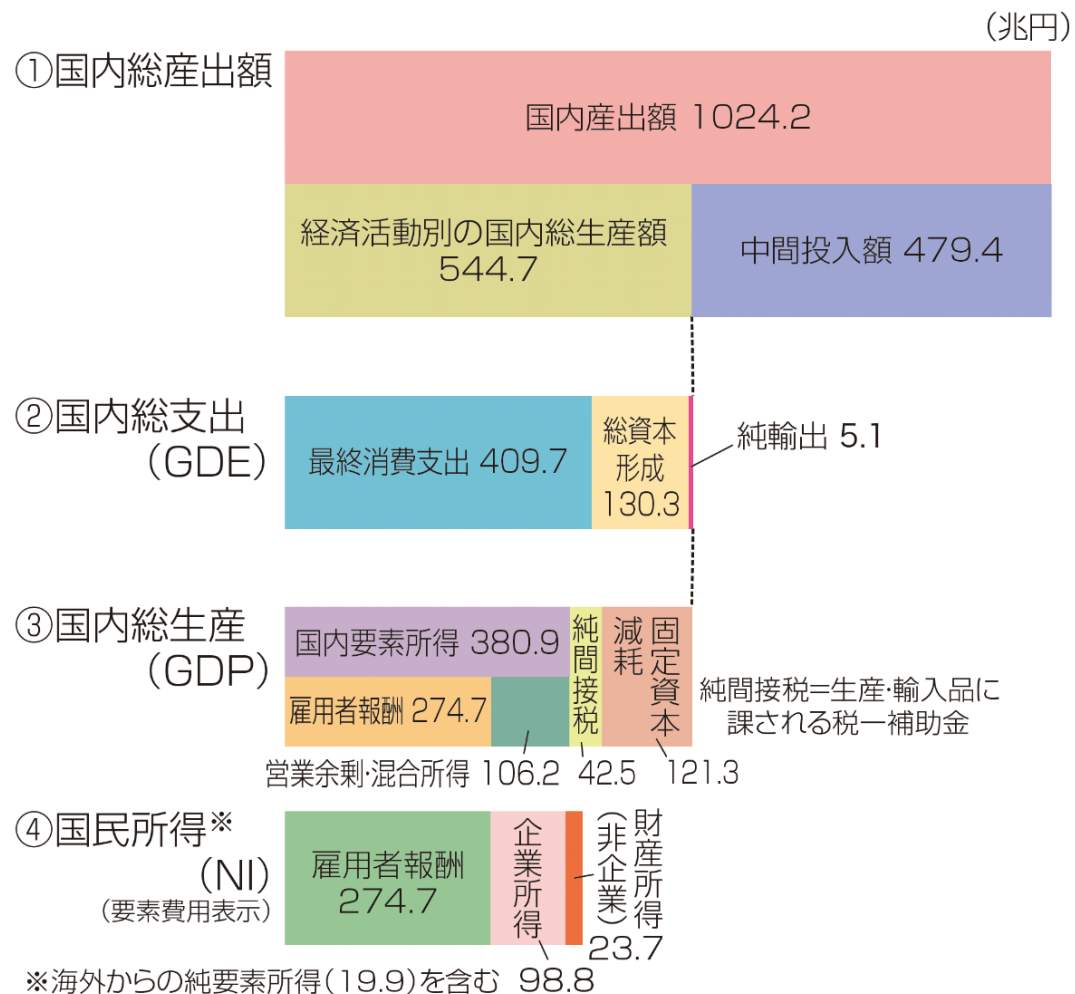 (兆円)
①国内総産出額
国内産出額 1024.2
経済活動別の国内総生産額
544.7
中間投入額 479.4
②国内総支出
(GDE)
最終消費支出 409.7
総資本
形成
130.3
純輸出 5.1
③国内総生産
(GDP)
国内要素所得 380.9
雇用者報酬 274.7
営業余剰・混合所得 106.2
純間接税
42.5
固定資本
減耗
121.3
純間接税=生産・輸入品に
課される税ー補助金
④国民所得※
(NI)
(要素費用表示)
雇用者報酬
274.7
企業所得
98.8
財産所得
(非企業)
23.7
※海外からの純要素所得(19.9)を含む